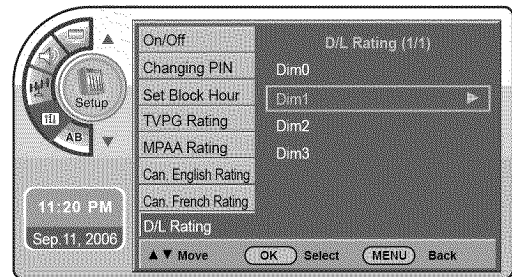 Setup
AB
11:20 PM
Sep.11, 2006
On/Off
Changing PIN
Set Block Hour
TVPG Rating
MPAA Rating
Can. English Rating
Can. French Rating
D/L Rating
D/L Rating (1/1)
Dim0
Dim1
Dim2
Dim3
▲ ▼ Move OK Select MENU Back